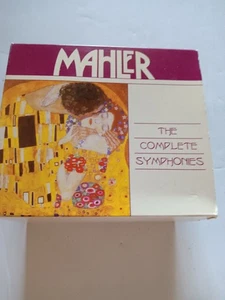 MAHLER
THE
COMPLETE
SYMPHONIES